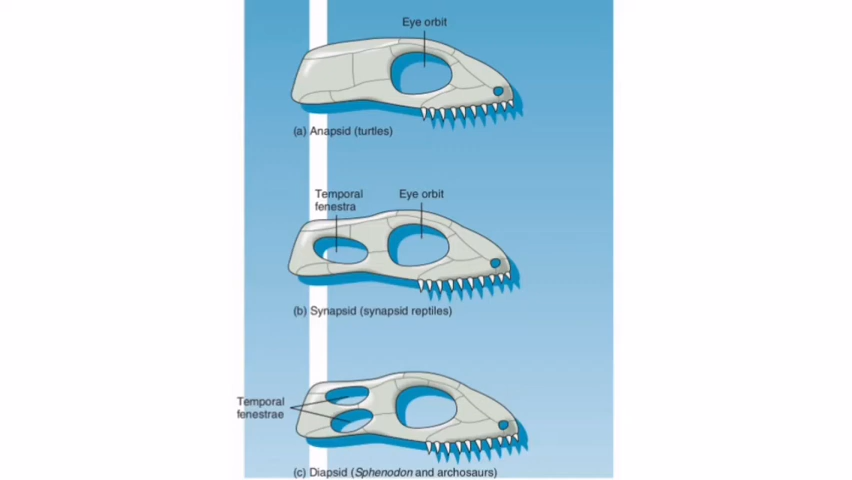 Eye orbit
(a) Anapsid (turtles)
Temporal
fenestra
Eye orbit
(b) Synapsid (synapsid reptiles)
Temporal
fenestrae
(c) Diapsid (Sphenodon and archosaurs)